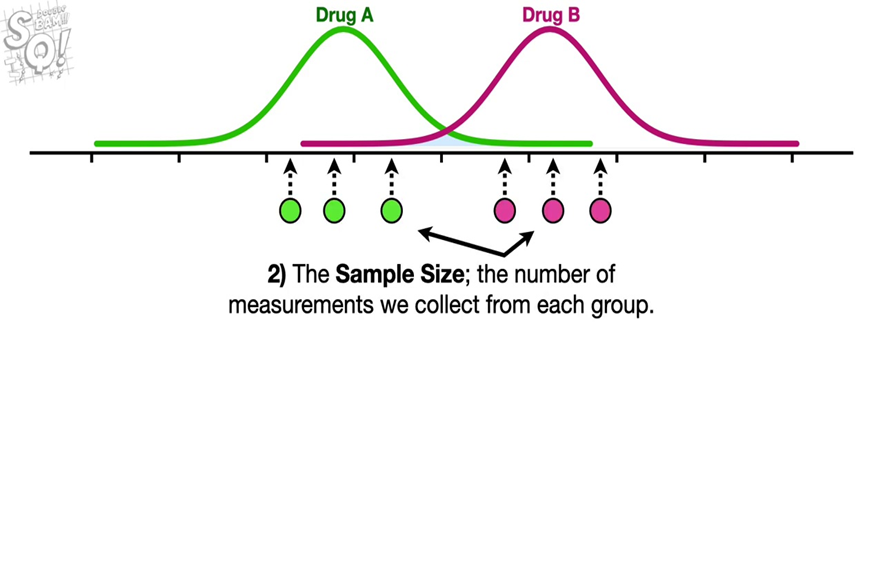 Drug A
Drug B
2) The Sample Size; the number of
measurements we collect from each group.